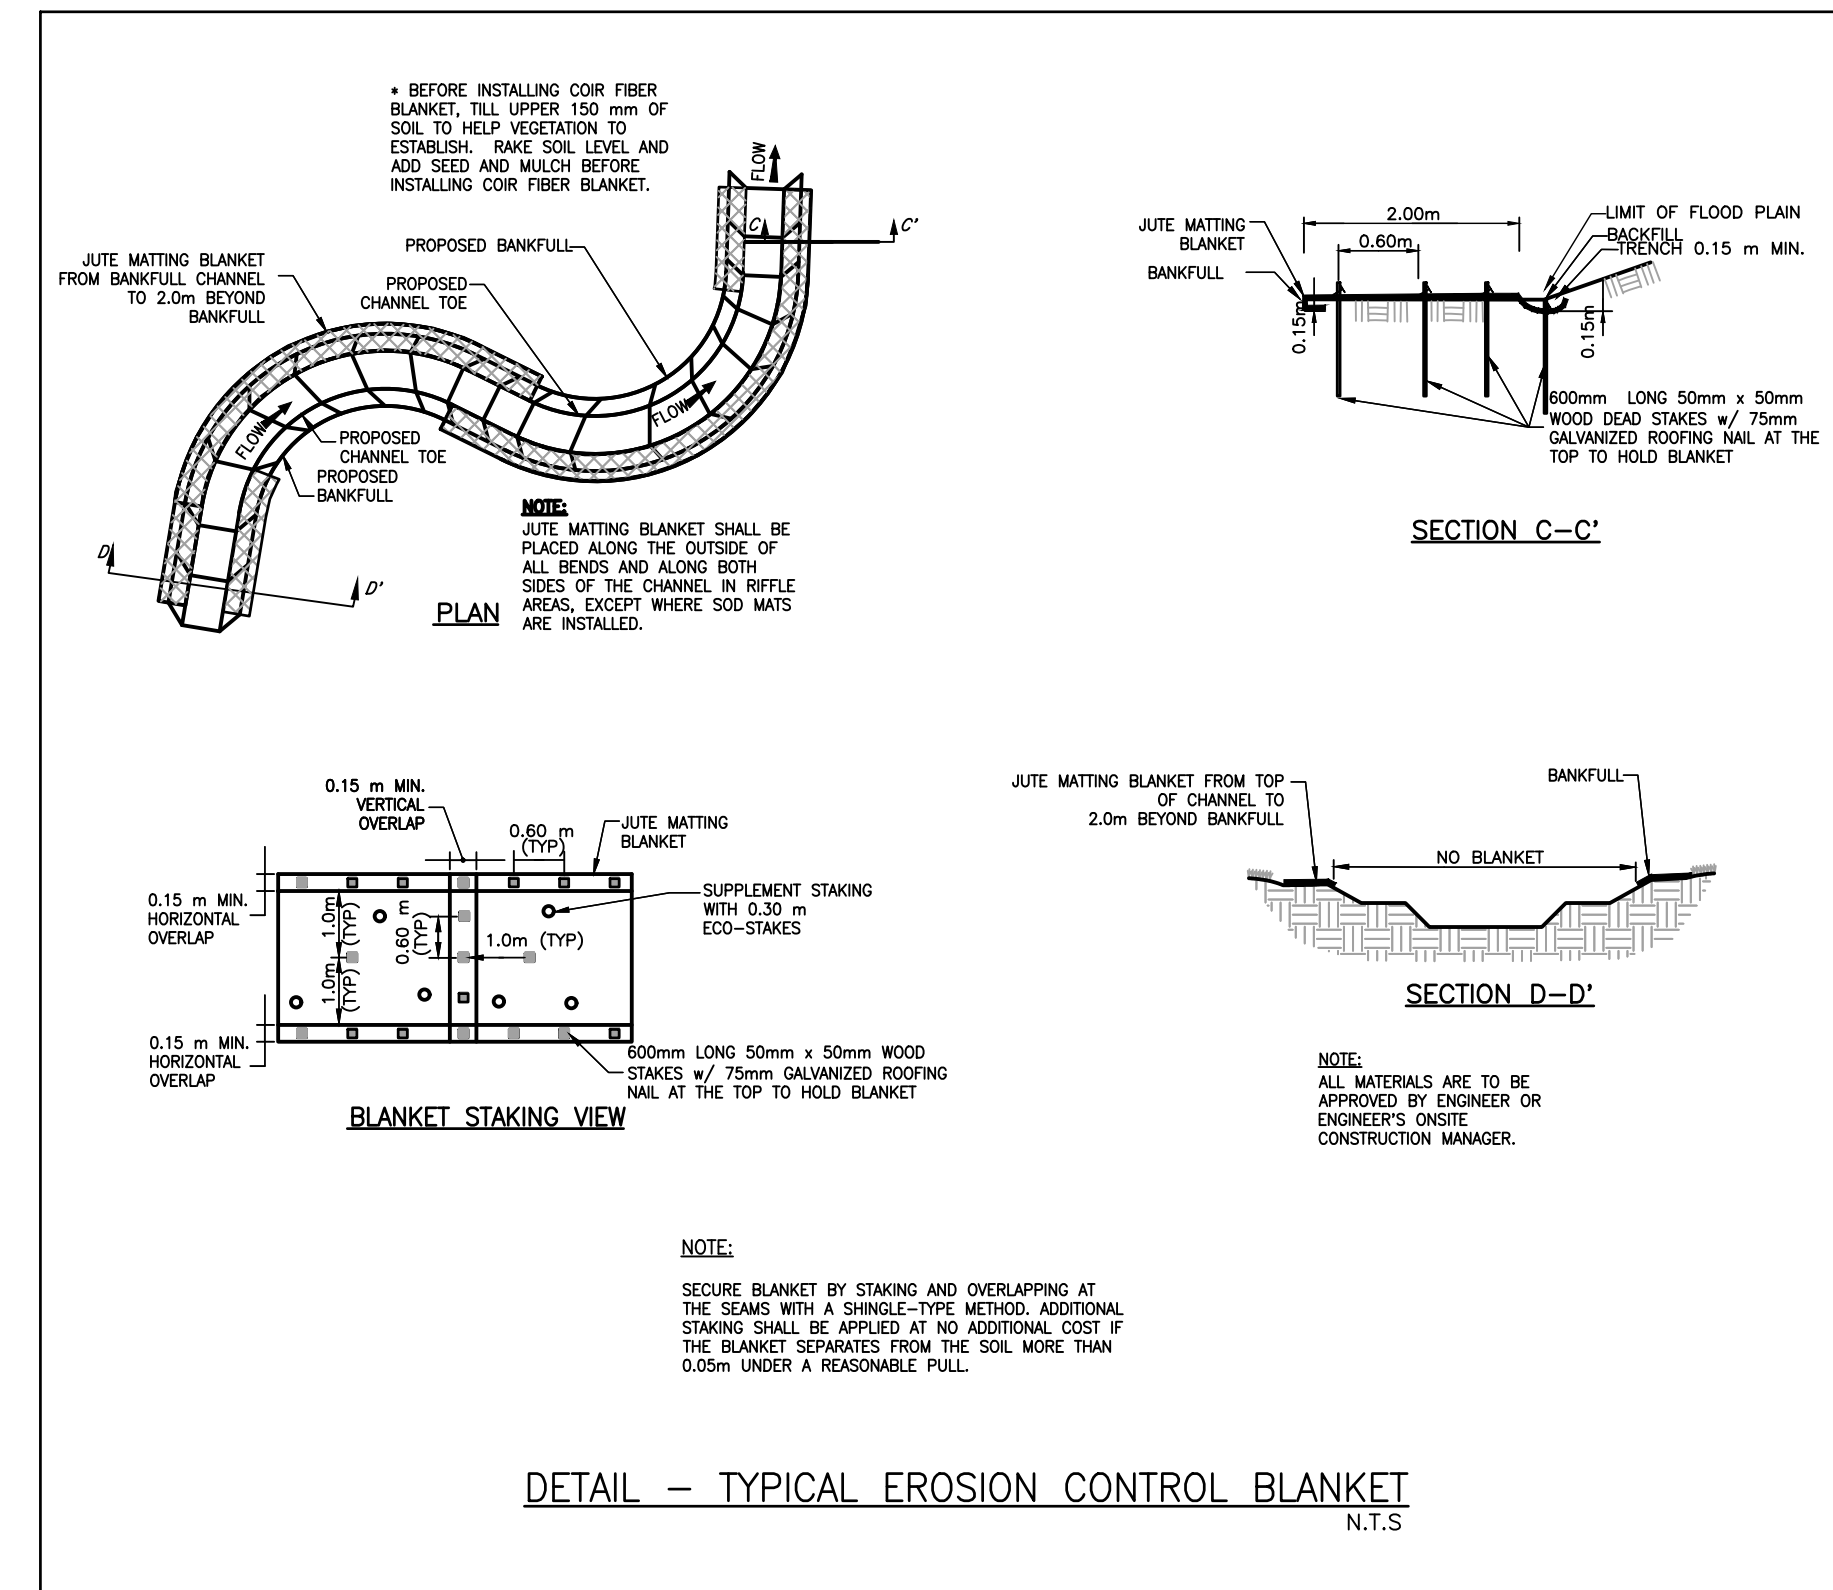 * BEFORE INSTALLING COIR FIBER
BLANKET, TILL UPPER 150 mm OF
SOIL TO HELP VEGETATION TO
ESTABLISH. RAKE SOIL LEVEL AND
ADD SEED AND MULCH BEFORE
INSTALLING COIR FIBER BLANKET.
FLOW
C
C'
PROPOSED BANKFULL
JUTE MATTING BLANKET
FROM BANKFULL CHANNEL
TO 2.0m BEYOND
BANKFULL
PROPOSED
CHANNEL TOE
FLOW
FLOW
PROPOSED
CHANNEL TOE
PROPOSED
BANKFULL
D
D'
PLAN
NOTE:
JUTE MATTING BLANKET SHALL BE
PLACED ALONG THE OUTSIDE OF
ALL BENDS AND ALONG BOTH
SIDES OF THE CHANNEL IN RIFFLE
AREAS, EXCEPT WHERE SOD MATS
ARE INSTALLED.
JUTE MATTING
BLANKET
BANKFULL
2.00m
0.60m
LIMIT OF FLOOD PLAIN
BACKFILL
TRENCH 0.15 m MIN.
0.15m
0.15m
600mm LONG 50mm x 50mm
WOOD DEAD STAKES w/ 75mm
GALVANIZED ROOFING NAIL AT THE
TOP TO HOLD BLANKET
SECTION C-C'
0.15 m MIN.
VERTICAL
OVERLAP
0.60 m
(TYP)
JUTE MATTING
BLANKET
0.15 m MIN.
HORIZONTAL
OVERLAP
1.0m
(TYP)
0.60 m
(TYP)
1.0m (TYP)
SUPPLEMENT STAKING
WITH 0.30 m
ECO-STAKES
1.0m
(TYP)
0.15 m MIN.
HORIZONTAL
OVERLAP
600mm LONG 50mm x 50mm WOOD
STAKES w/ 75mm GALVANIZED ROOFING
NAIL AT THE TOP TO HOLD BLANKET
BLANKET STAKING VIEW
JUTE MATTING BLANKET FROM TOP
OF CHANNEL TO
2.0m BEYOND BANKFULL
BANKFULL
NO BLANKET
SECTION D-D'
NOTE:
ALL MATERIALS ARE TO BE
APPROVED BY ENGINEER OR
ENGINEER'S ONSITE
CONSTRUCTION MANAGER.
NOTE:
SECURE BLANKET BY STAKING AND OVERLAPPING AT
THE SEAMS WITH A SHINGLE-TYPE METHOD. ADDITIONAL
STAKING SHALL BE APPLIED AT NO ADDITIONAL COST IF
THE BLANKET SEPARATES FROM THE SOIL MORE THAN
0.05m UNDER A REASONABLE PULL.
DETAIL - TYPICAL EROSION CONTROL BLANKET
N.T.S